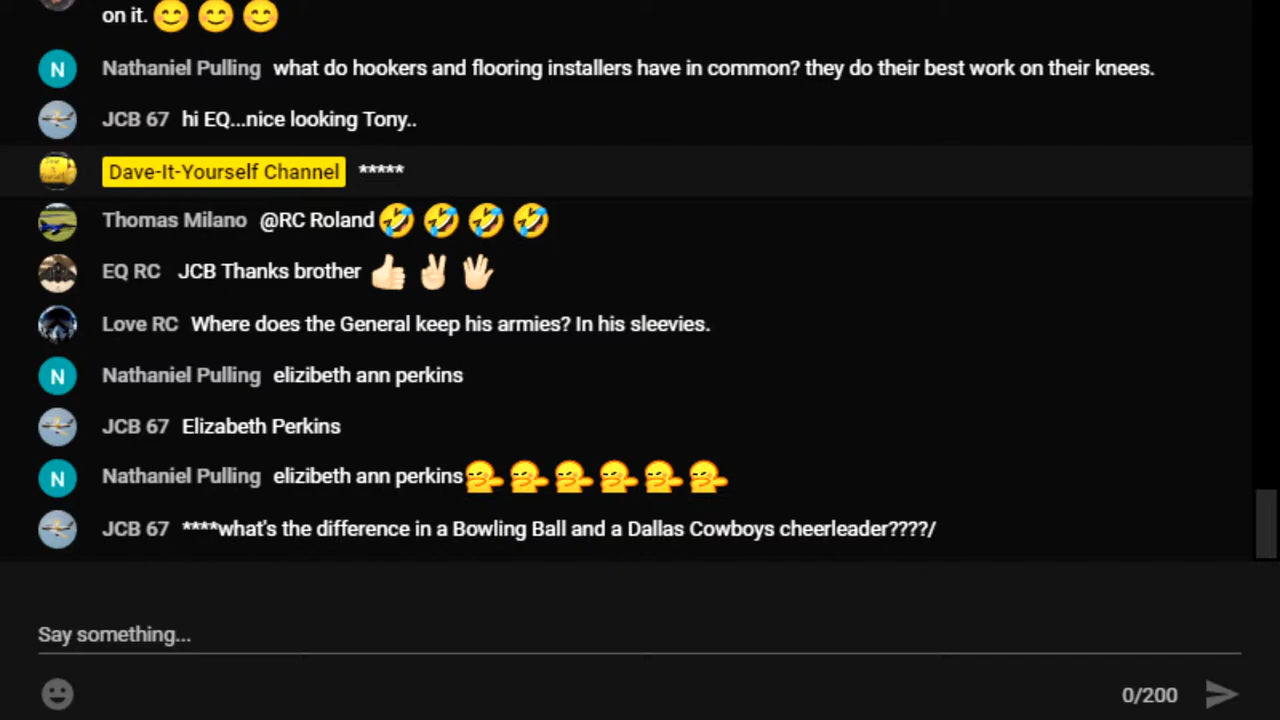 on it. 😊 😊 😊
N Nathaniel Pulling what do hookers and flooring installers have in common? they do their best work on their knees.
JCB 67 hi EQ...nice looking Tony..
Dave-It-Yourself Channel *****
Thomas Milano @RC Roland 🤣 🤣 🤣 🤣
EQ RC JCB Thanks brother 👍🏻 ✌🏻 🖖🏻
Love RC Where does the General keep his armies? In his sleevies.
N Nathaniel Pulling elizibeth ann perkins
JCB 67 Elizabeth Perkins
N Nathaniel Pulling elizibeth ann perkins
JCB 67 ****what's the difference in a Bowling Ball and a Dallas Cowboys cheerleader????/
Say something...
0/200